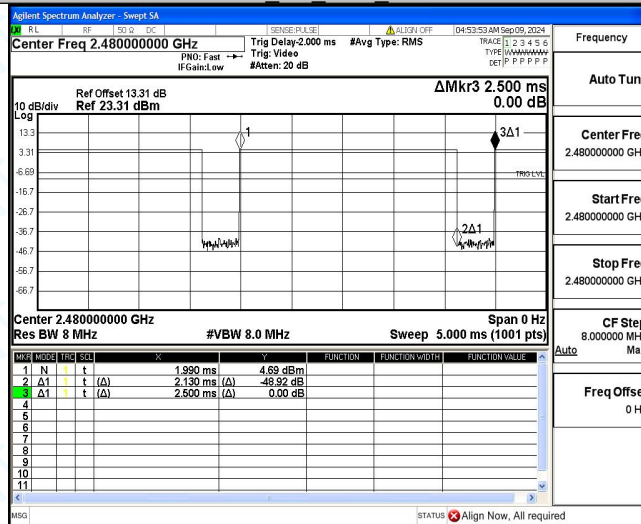 Agilent Spectrum Analyzer - Swept SA
LXI RL RF 50 Ω DC SENSE:PULSE ALIGN OFF 04:53:53 AM Sep 09, 2024
Center Freq 2.480000000 GHz
PNO: Fast
IFGain:Low
Trig Delay-2.000 ms
Trig: Video
#Atten: 20 dB
#Avg Type: RMS
TRACE 1 2 3 4 5 6
TYPE WWWWWW
DET P P P P P P
Ref Offset 13.31 dB
10 dB/div Ref 23.31 dBm
Log
ΔMkr3 2.500 ms
0.00 dB
13.3
3.31
-6.69
-16.7
-26.7
-36.7
-46.7
-56.7
-66.7
1
3Δ1
TRIG LVL
2Δ1
Center 2.480000000 GHz Span 0 Hz
Res BW 8 MHz #VBW 8.0 MHz Sweep 5.000 ms (1001 pts)
MKR MODE TRC SCL X Y FUNCTION FUNCTION WIDTH FUNCTION VALUE
1 N 1 t 1.990 ms 4.69 dBm
2 Δ1 1 t (Δ) 2.130 ms (Δ) -48.92 dB
3 Δ1 1 t (Δ) 2.500 ms (Δ) 0.00 dB
4
5
6
7
8
9
10
11
MSG STATUS Align Now, All required
Frequency
Auto Tun
Center Fre
2.480000000 GH
Start Fre
2.480000000 GH
Stop Fre
2.480000000 GH
CF Ste
8.000000 MH
Auto Ma
Freq Offse
0 H